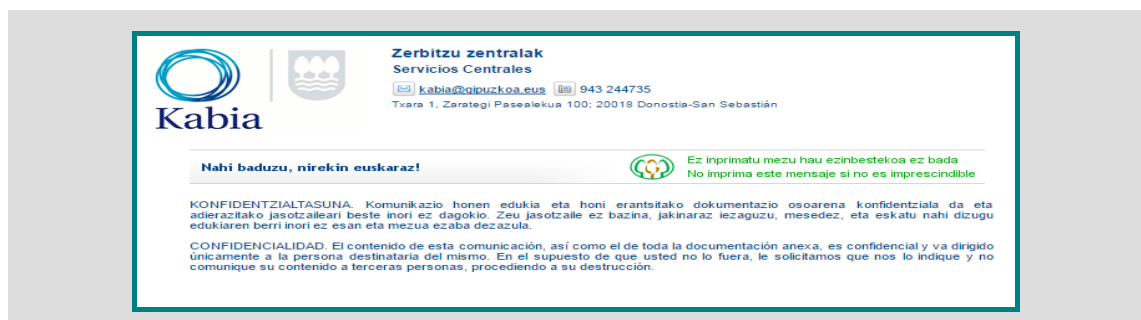 Kabia
Zerbitzu zentralak
Servicios Centrales
kabia@gipuzkoa.eus 943 244735
Txara 1, Zarategi Pasealekua 100; 20018 Donostia-San Sebastián
Nahi baduzu, nirekin euskaraz!
Ez inprimatu mezu hau ezinbestekoa ez bada
No imprima este mensaje si no es imprescindible
KONFIDENTZIALTASUNA. Komunikazio honen edukia eta honi erantsitako dokumentazio osoarena konfidentziala da eta
adierazitako jasotzaileari beste inori ez dagokio. Zeu jasotzaile ez bazina, jakinaraz iezaguzu, mesedez, eta eskatu nahi dizugu
edukiaren berri inori ez esan eta mezua ezaba dezazula.
CONFIDENCIALIDAD. El contenido de esta comunicación, así como el de toda la documentación anexa, es confidencial y va dirigido
únicamente a la persona destinataria del mismo. En el supuesto de que usted no lo fuera, le solicitamos que nos lo indique y no
comunique su contenido a terceras personas, procediendo a su destrucción.